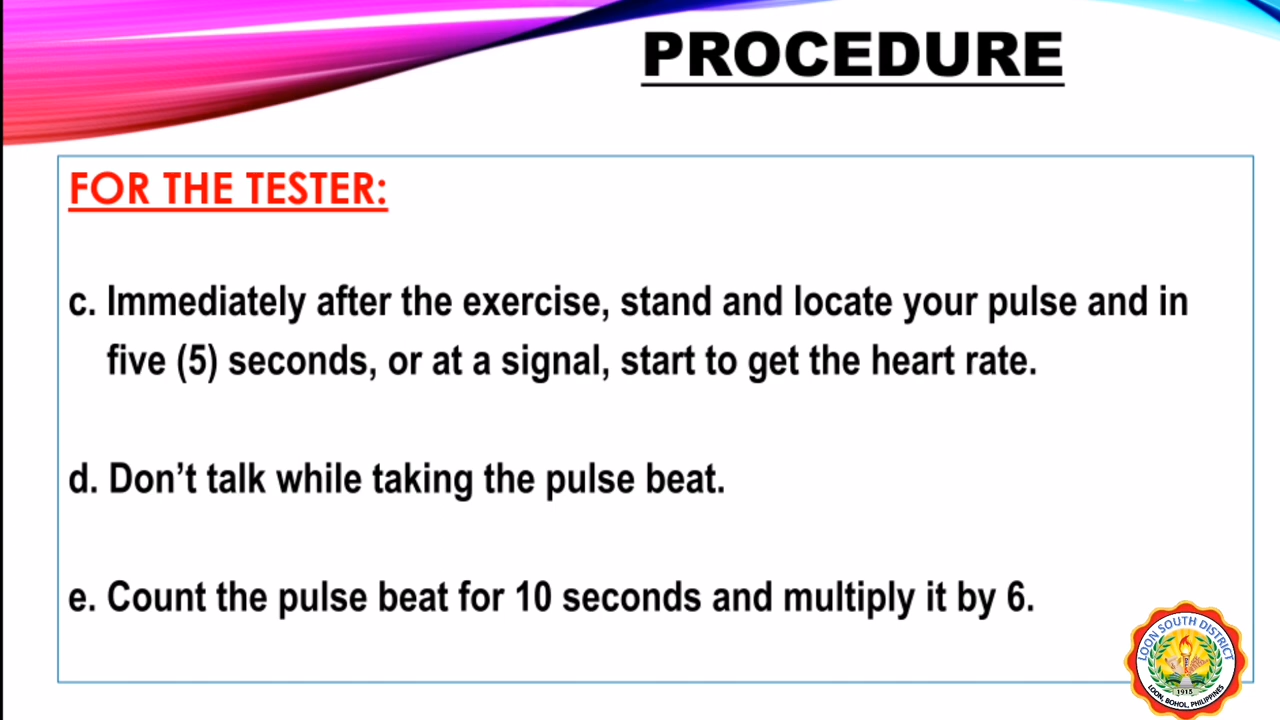 PROCEDURE
FOR THE TESTER:
c. Immediately after the exercise, stand and locate your pulse and in
five (5) seconds, or at a signal, start to get the heart rate.
d. Don't talk while taking the pulse beat.
e. Count the pulse beat for 10 seconds and multiply it by 6.
LOON SOUTH DISTRICT
1915
LOON, BOHOL, PHILIPPINES